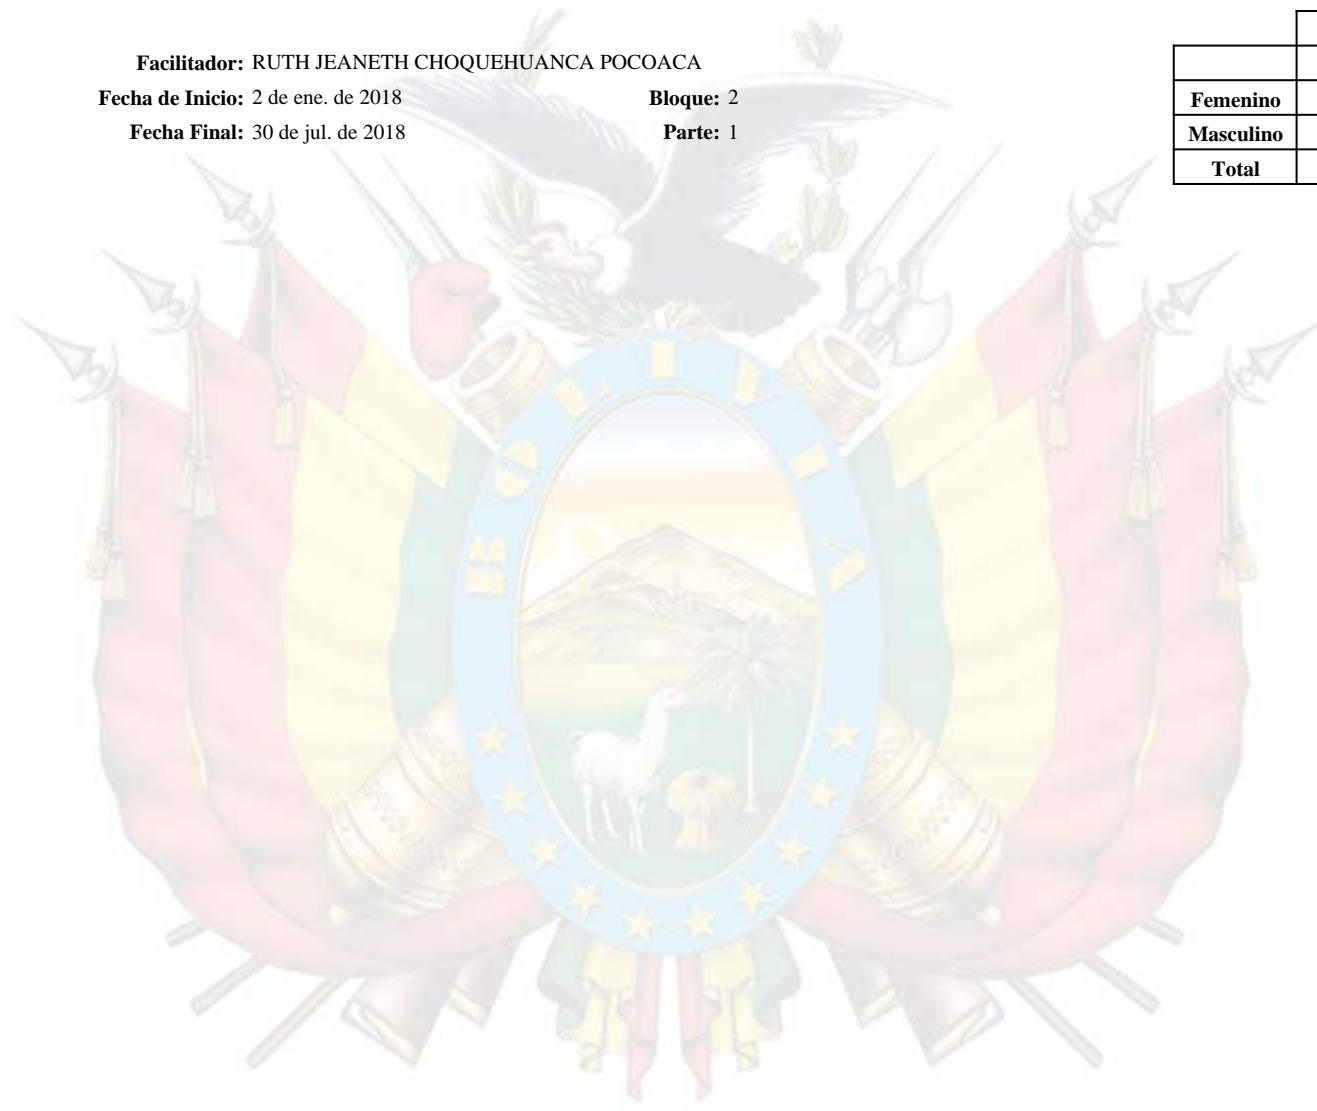 Facilitador: RUTH JEANETH CHOQUEHUANCA POCOACA
Fecha de Inicio: 2 de ene. de 2018 Bloque: 2
Fecha Final: 30 de jul. de 2018 Parte: 1
Femenino
Masculino
Total
BOLIVIA